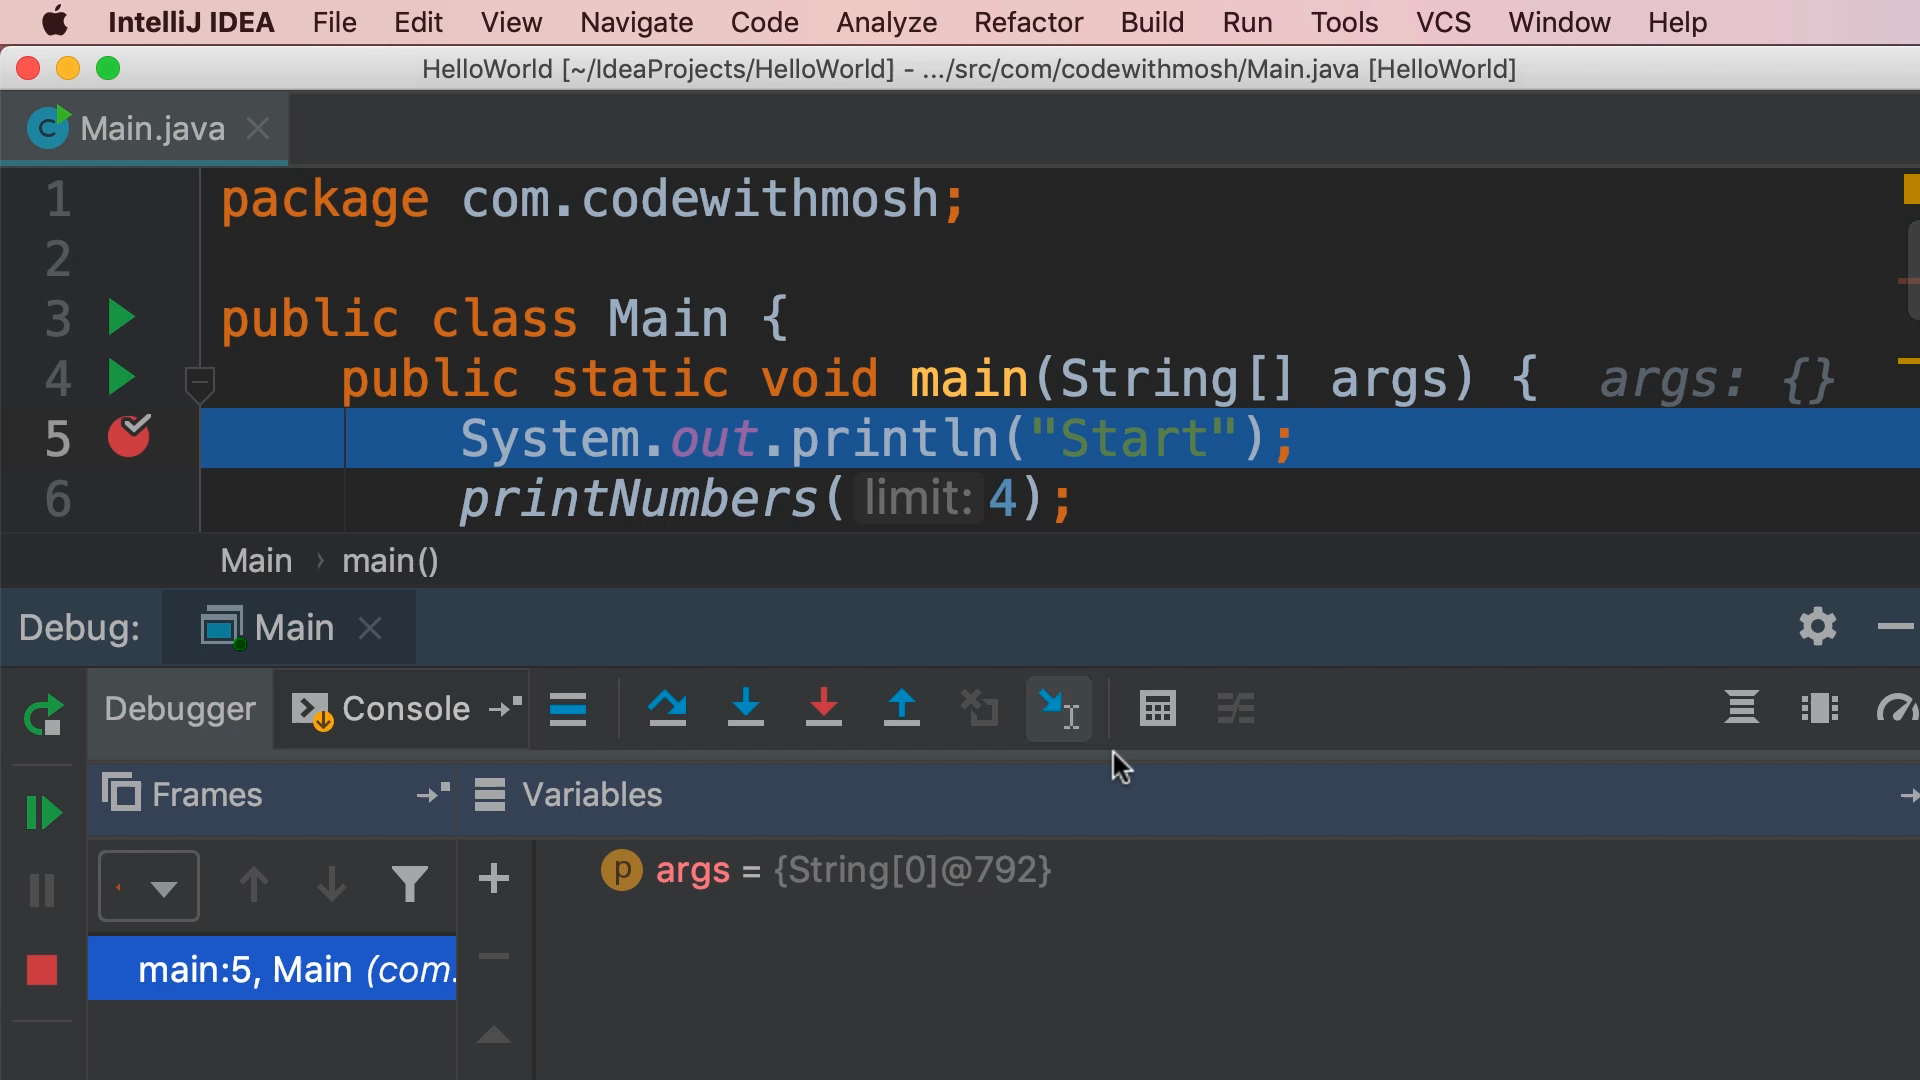 IntelliJ IDEA File Edit View Navigate Code Analyze Refactor Build Run Tools VCS Window Help
HelloWorld [~/IdeaProjects/HelloWorld] - .../src/com/codewithmosh/Main.java [HelloWorld]
C Main.java
1 package com.codewithmosh;
2
3 public class Main {
4 public static void main(String[] args) { args: {}
5 System.out.println("Start");
6 printNumbers( limit: 4);
Main › main()
Debug: Main
Debugger Console
Frames Variables
p args = {String[0]@792}
main:5, Main (com.